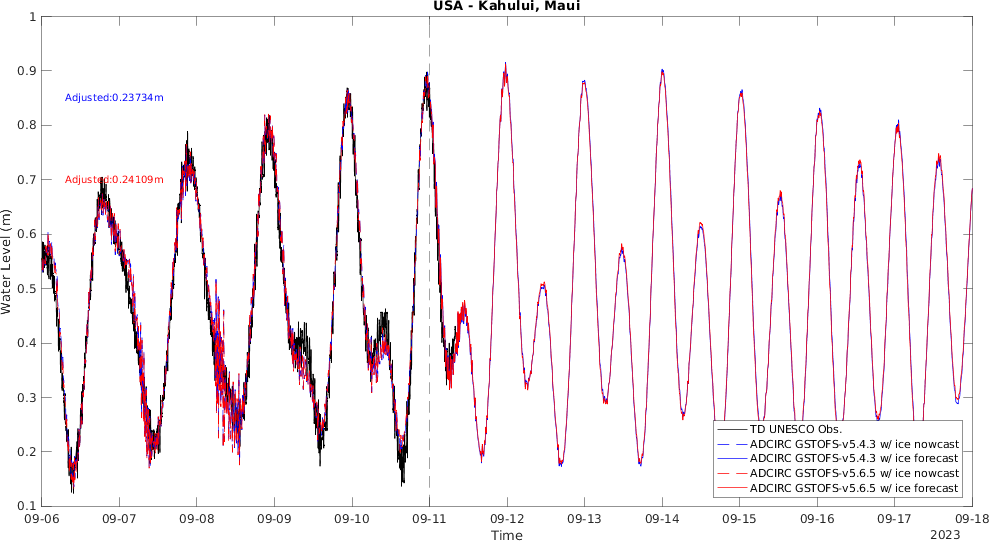 USA - Kahului, Maui
1
0.9
0.8
0.7
0.6
0.5
0.4
0.3
0.2
0.1
Water Level (m)
Adjusted:0.23734m
Adjusted:0.24109m
TD UNESCO Obs.
ADCIRC GSTOFS-v5.4.3 w/ ice nowcast
ADCIRC GSTOFS-v5.4.3 w/ ice forecast
ADCIRC GSTOFS-v5.6.5 w/ ice nowcast
ADCIRC GSTOFS-v5.6.5 w/ ice forecast
09-06 09-07 09-08 09-09 09-10 09-11 09-12 09-13 09-14 09-15 09-16 09-17 09-18
Time
2023